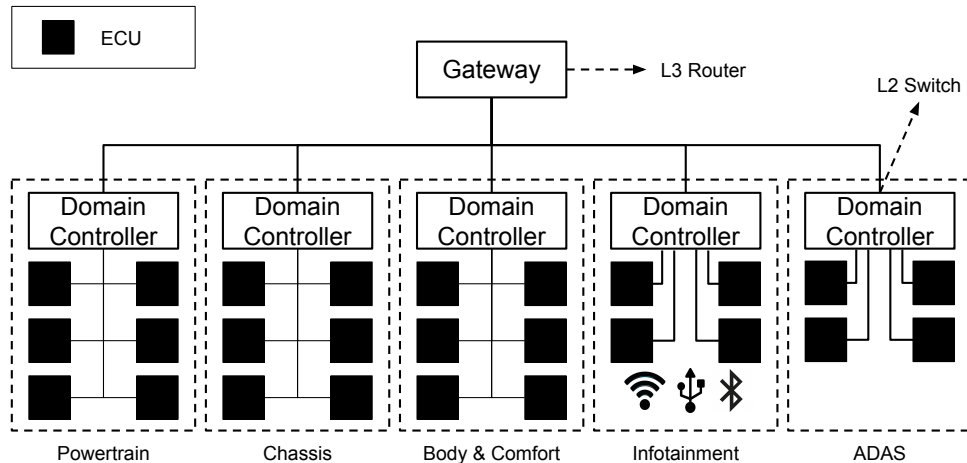 ECU
Gateway
L3 Router
L2 Switch
Domain
Controller
Domain
Controller
Domain
Controller
Domain
Controller
Domain
Controller
Powertrain
Chassis
Body & Comfort
Infotainment
ADAS